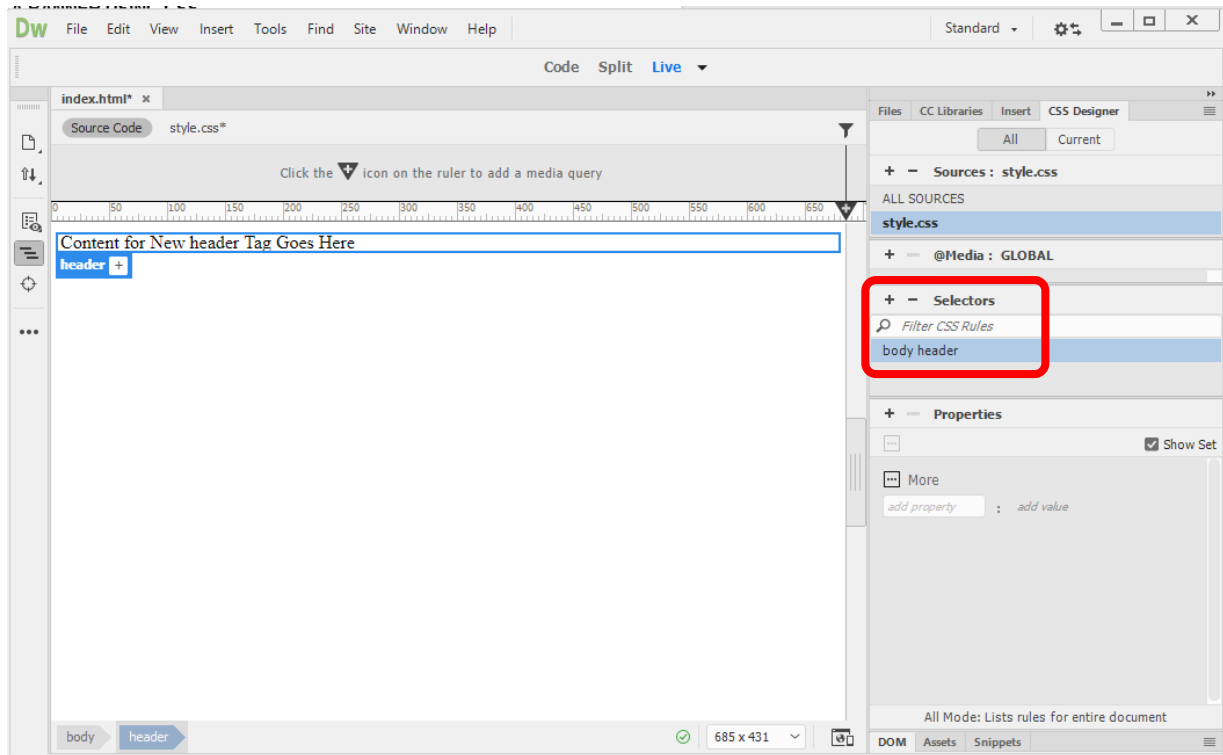 Dw File Edit View Insert Tools Find Site Window Help Standard
Code Split Live
index.html* ×
Source Code style.css*
Click the icon on the ruler to add a media query
0 50 100 150 200 250 300 350 400 450 500 550 600 650
Content for New header Tag Goes Here
header +
body header
685 x 431
Files CC Libraries Insert CSS Designer
All Current
+ − Sources : style.css
ALL SOURCES
style.css
+ − @Media : GLOBAL
+ − Selectors
Filter CSS Rules
body header
+ − Properties
Show Set
More
add property : add value
All Mode: Lists rules for entire document
DOM Assets Snippets